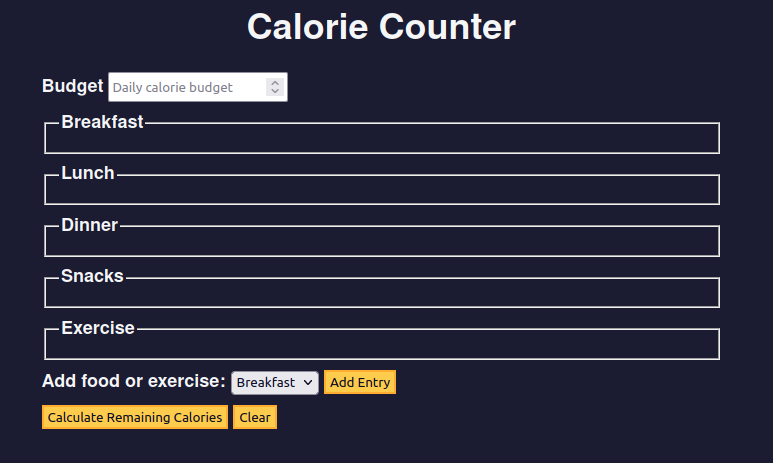 Calorie Counter
Budget Daily calorie budget
Breakfast
Lunch
Dinner
Snacks
Exercise
Add food or exercise: Breakfast Add Entry
Calculate Remaining Calories Clear